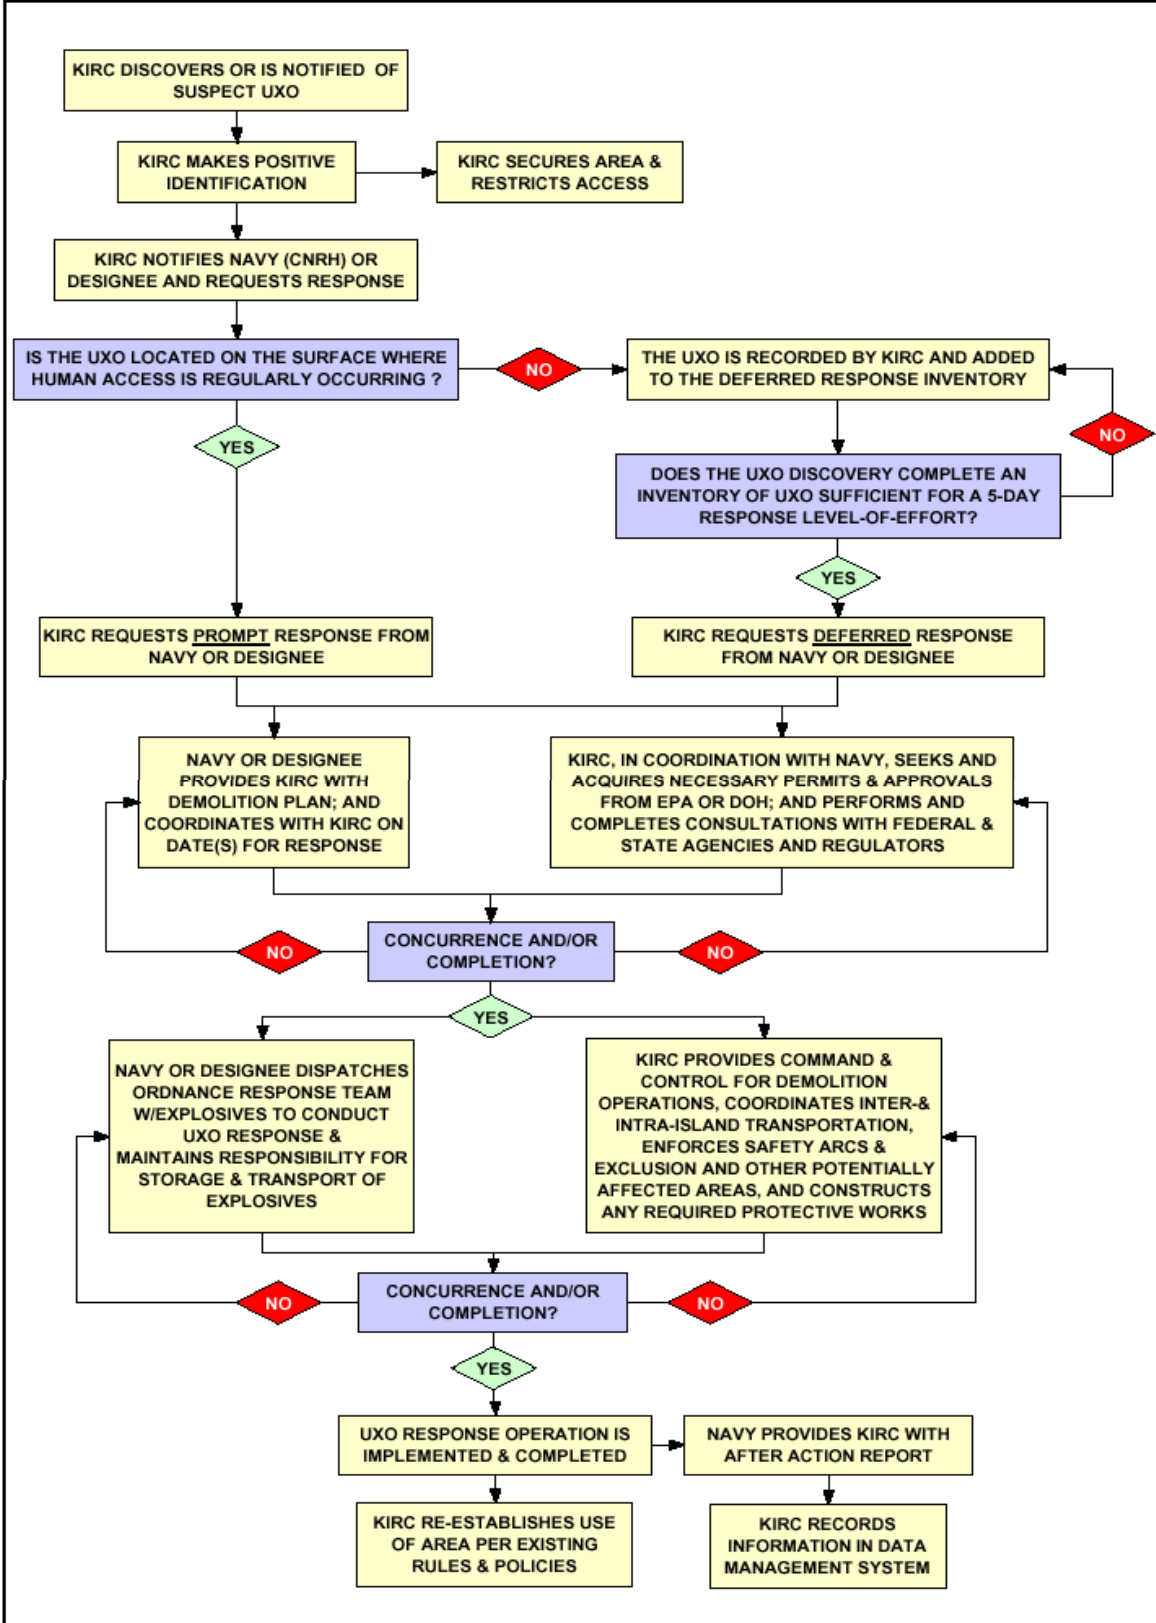 KIRC DISCOVERS OR IS NOTIFIED OF
SUSPECT UXO
KIRC MAKES POSITIVE
IDENTIFICATION
KIRC SECURES AREA &
RESTRICTS ACCESS
KIRC NOTIFIES NAVY (CNRH) OR
DESIGNEE AND REQUESTS RESPONSE
IS THE UXO LOCATED ON THE SURFACE WHERE
HUMAN ACCESS IS REGULARLY OCCURRING ?
NO
THE UXO IS RECORDED BY KIRC AND ADDED
TO THE DEFERRED RESPONSE INVENTORY
YES
NO
DOES THE UXO DISCOVERY COMPLETE AN
INVENTORY OF UXO SUFFICIENT FOR A 5-DAY
RESPONSE LEVEL-OF-EFFORT?
YES
KIRC REQUESTS PROMPT RESPONSE FROM
NAVY OR DESIGNEE
KIRC REQUESTS DEFERRED RESPONSE
FROM NAVY OR DESIGNEE
NAVY OR DESIGNEE
PROVIDES KIRC WITH
DEMOLITION PLAN; AND
COORDINATES WITH KIRC ON
DATE(S) FOR RESPONSE
KIRC, IN COORDINATION WITH NAVY, SEEKS AND
ACQUIRES NECESSARY PERMITS & APPROVALS
FROM EPA OR DOH; AND PERFORMS AND
COMPLETES CONSULTATIONS WITH FEDERAL &
STATE AGENCIES AND REGULATORS
NO
CONCURRENCE AND/OR
COMPLETION?
NO
YES
NAVY OR DESIGNEE DISPATCHES
ORDNANCE RESPONSE TEAM
W/EXPLOSIVES TO CONDUCT
UXO RESPONSE &
MAINTAINS RESPONSIBILITY FOR
STORAGE & TRANSPORT OF
EXPLOSIVES
KIRC PROVIDES COMMAND &
CONTROL FOR DEMOLITION
OPERATIONS, COORDINATES INTER-&
INTRA-ISLAND TRANSPORTATION,
ENFORCES SAFETY ARCS &
EXCLUSION AND OTHER POTENTIALLY
AFFECTED AREAS, AND CONSTRUCTS
ANY REQUIRED PROTECTIVE WORKS
NO
CONCURRENCE AND/OR
COMPLETION?
NO
YES
UXO RESPONSE OPERATION IS
IMPLEMENTED & COMPLETED
NAVY PROVIDES KIRC WITH
AFTER ACTION REPORT
KIRC RE-ESTABLISHES USE
OF AREA PER EXISTING
RULES & POLICIES
KIRC RECORDS
INFORMATION IN DATA
MANAGEMENT SYSTEM